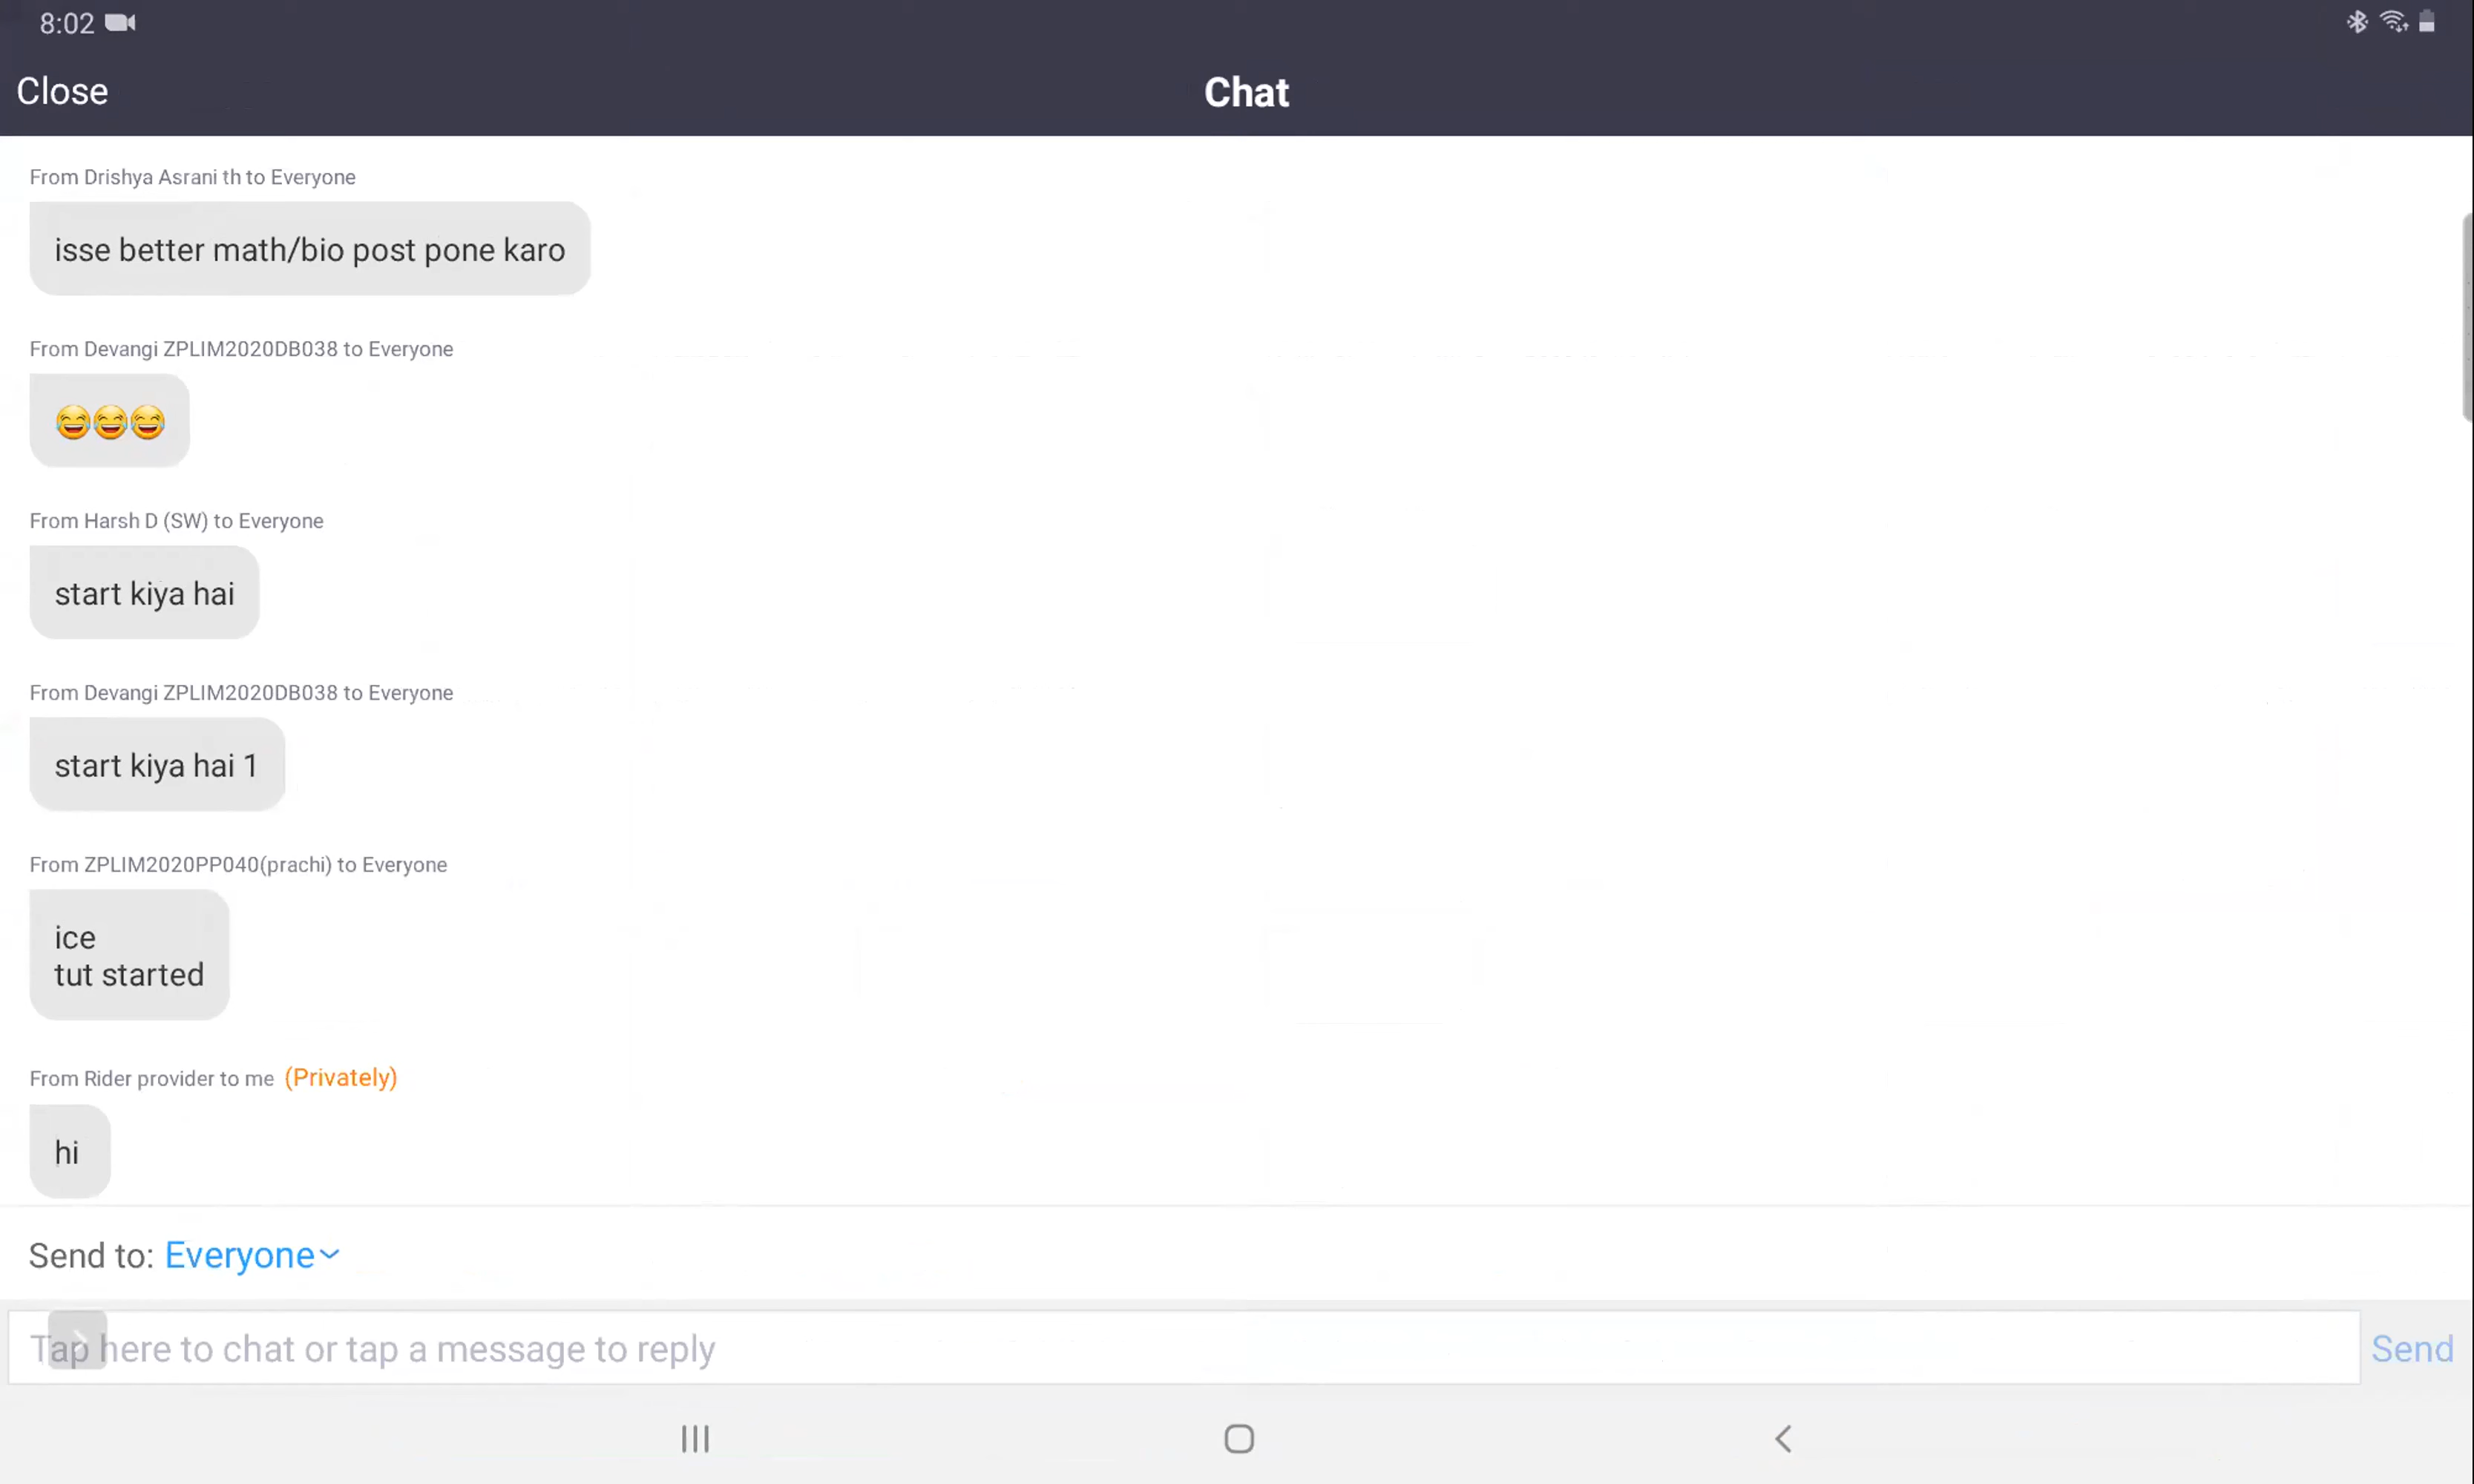 8:02
Close
Chat
From Drishya Asrani th to Everyone
isse better math/bio post pone karo
From Devangi ZPLIM2020DB038 to Everyone
😂😂😂
From Harsh D (SW) to Everyone
start kiya hai
From Devangi ZPLIM2020DB038 to Everyone
start kiya hai 1
From ZPLIM2020PP040(prachi) to Everyone
ice
tut started
From Rider provider to me (Privately)
hi
Send to: Everyone
Tap here to chat or tap a message to reply
Send